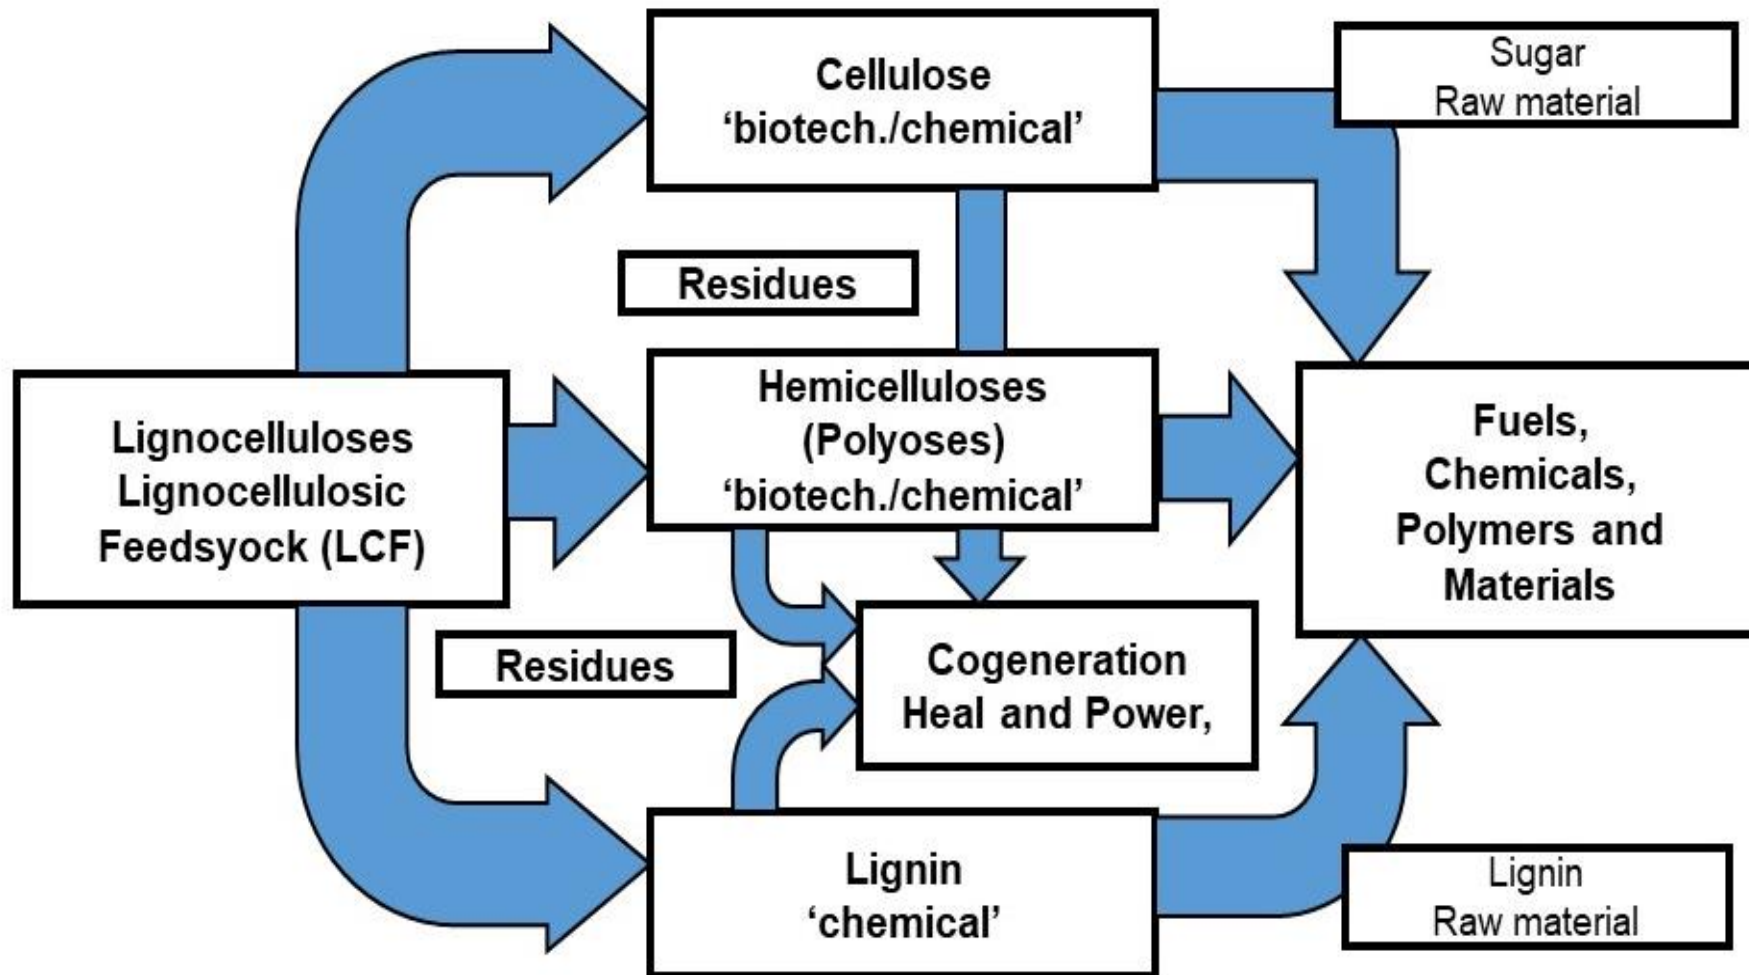 Cellulose
‘biotech./chemical’
Sugar
Raw material
Residues
Lignocelluloses
Lignocellulosic
Feedsyock (LCF)
Hemicelluloses
(Polyoses)
‘biotech./chemical’
Fuels,
Chemicals,
Polymers and
Materials
Residues
Cogeneration
Heal and Power,
Lignin
‘chemical’
Lignin
Raw material